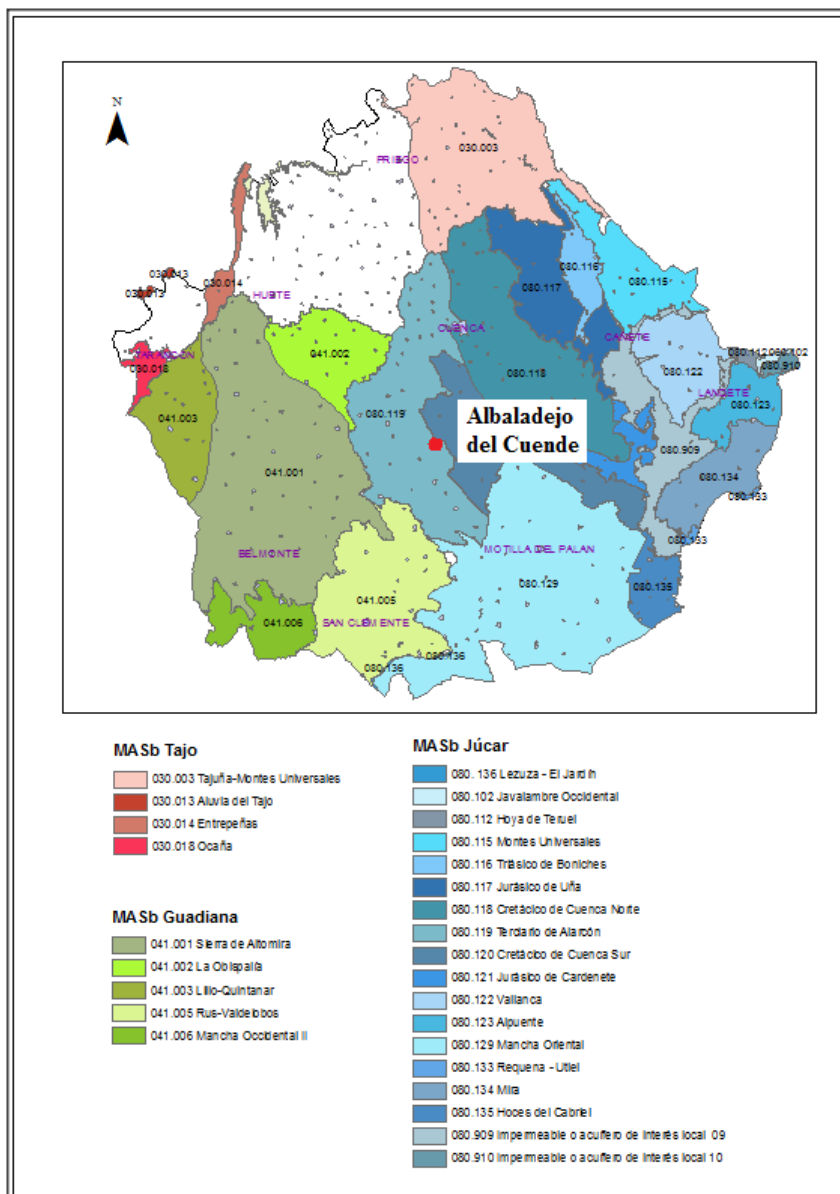 N
030.003
PRIEGO
030.013
030.013
030.014
HUETE
080.117
080.116
080.115
TARANCÓN
030.018
041.002
CUENCA
CAÑETE
080.112
080.910
080.122
080.118
LANDETE
080.123
041.003
080.119
Albaladejo
del Cuende
041.001
080.909
080.134
080.133
080.133
BELMONTE
MOTILLA DEL PALAN
080.129
080.135
041.005
041.006
SAN CLEMENTE
080.136
080.136
MASb Tajo
030.003 Tajuña-Montes Universales
030.013 Aluvia del Tajo
030.014 Entrepeñas
030.018 Ocaña
MASb Guadiana
041.001 Sierra de Altomira
041.002 La Obispalía
041.003 Lillo-Quintanar
041.005 Rus-Valdelobos
041.006 Mancha Occidental II
MASb Júcar
080. 136 Lezuza - El Jardín
080.102 Javalambre Occidental
080.112 Hoya de Teruel
080.115 Montes Universales
080.116 Triásico de Boniches
080.117 Jurásico de Uña
080.118 Cretácico de Cuenca Norte
080.119 Terciario de Alarcón
080.120 Cretácico de Cuenca Sur
080.121 Jurásico de Cardenete
080.122 Vallanca
080.123 Alpuente
080.129 Mancha Oriental
080.133 Requena - Utiel
080.134 Mira
080.135 Hoces del Cabriel
080.909 Impermeable o acuífero de interés local 09
080.910 Impermeable o acuífero de interés local 10